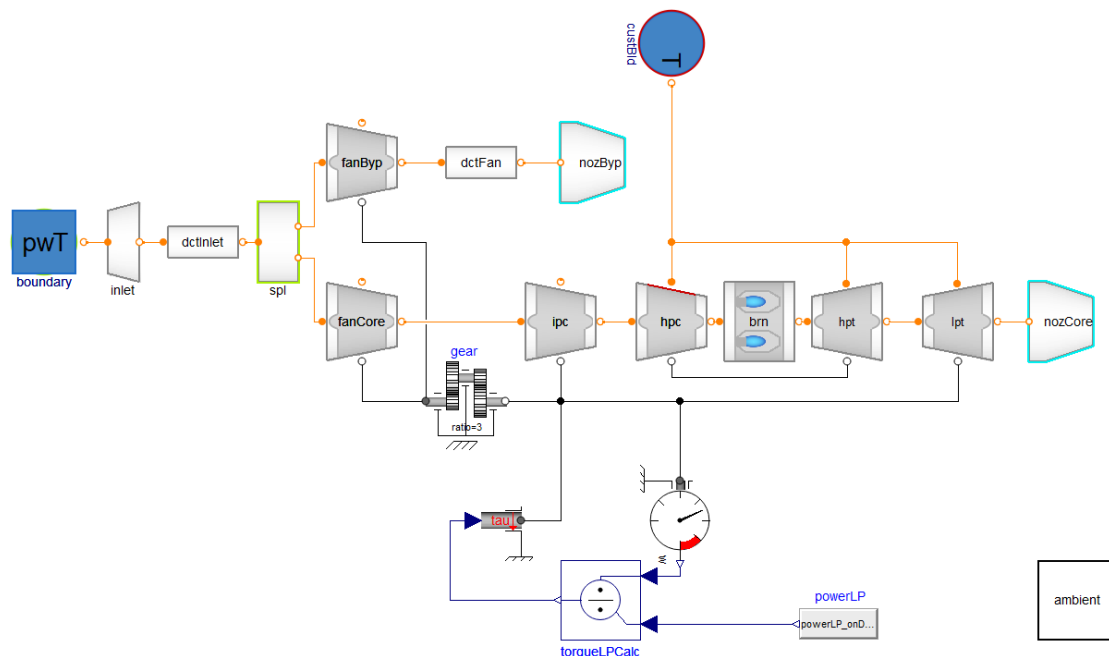 custBld
T
fanByp
dctFan
nozByp
pwT
boundary
inlet
dctInlet
spl
fanCore
ipc
hpc
brn
hpt
lpt
nozCore
gear
ratio=3
tau
w
powerLP
powerLP_onD...
torqueLPCalc
ambient